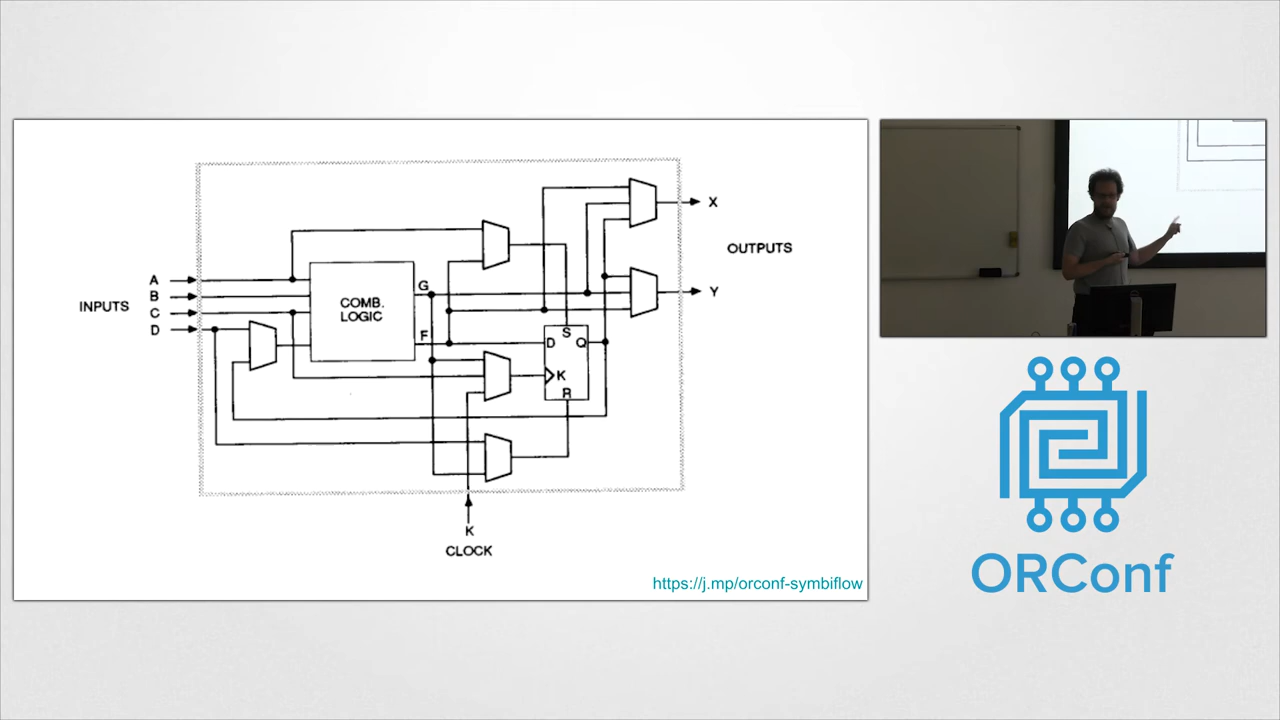 X
OUTPUTS
A
G
B
Y
COMB.
LOGIC
INPUTS
C
D
F
S
D
Q
K
R
K
CLOCK
https://j.mp/orconf-symbiflow
ORConf